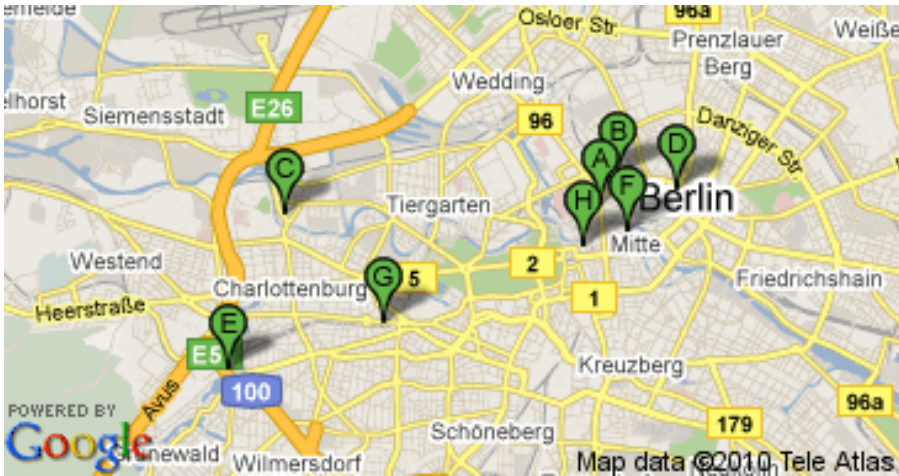 enfelde
Osloer Str.
96a
Prenzlauer
Berg
Weiße
elhorst
Siemensstadt
E26
Wedding
96
Danziger Str
B
A
D
C
H
F
Tiergarten
Berlin
Mitte
Westend
Charlottenburg
G
5
2
1
Friedrichshain
Heerstraße
E
E5
100
Kreuzberg
Avus
179
96a
POWERED BY
Google
Grunewald
Wilmersdorf
Schöneberg
Map data ©2010 Tele Atlas